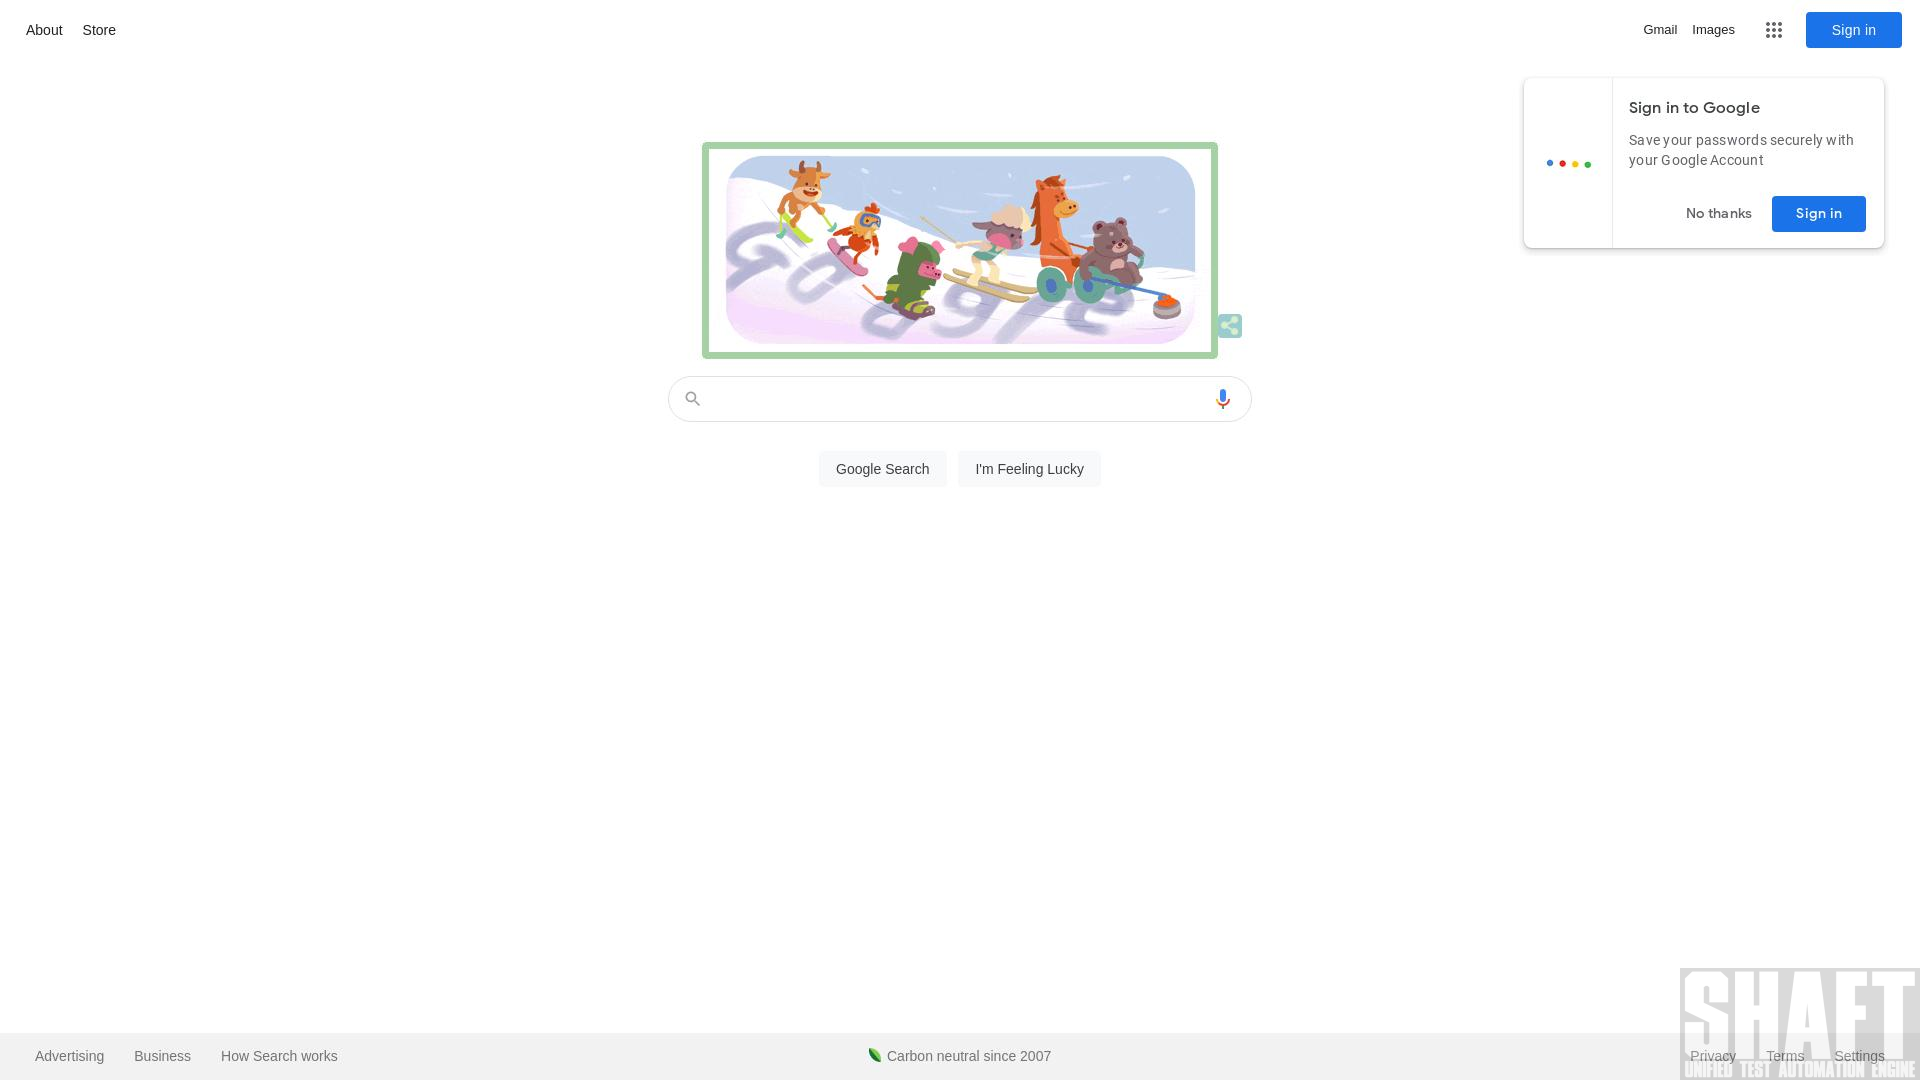 About Store
Gmail Images Sign in
Sign in to Google
Save your passwords securely with
your Google Account
No thanks Sign in
Google
Google Search I'm Feeling Lucky
Advertising Business How Search works
Carbon neutral since 2007
Privacy Terms Settings
SHAFT
UNIFIED TEST AUTOMATION ENGINE